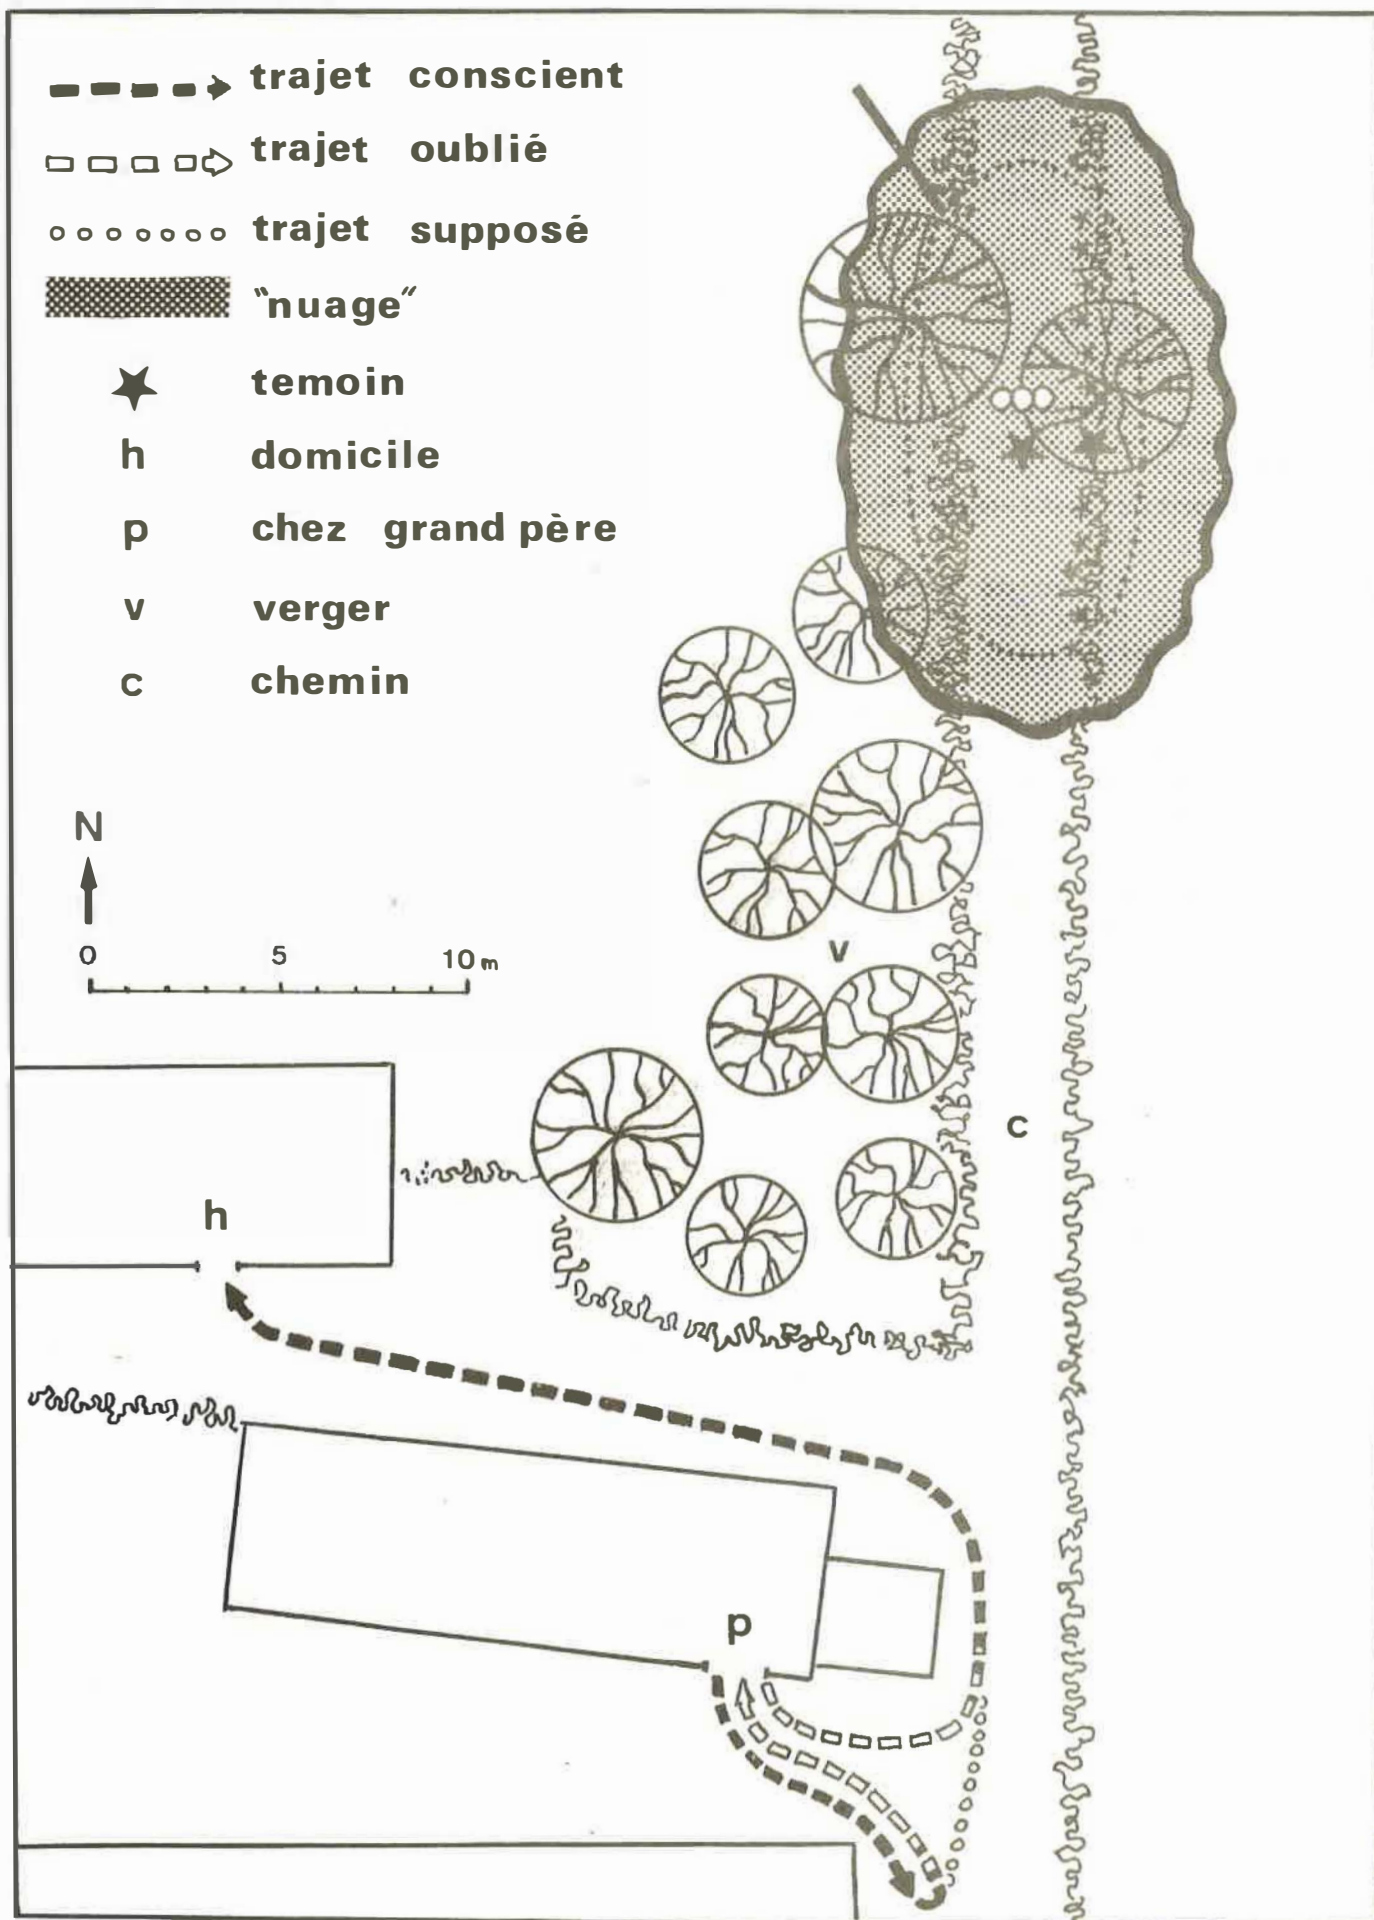 trajet conscient
trajet oublié
trajet supposé
"nuage"
temoin
h domicile
p chez grand père
v verger
c chemin
N
0 5 10 m
v
c
h
p